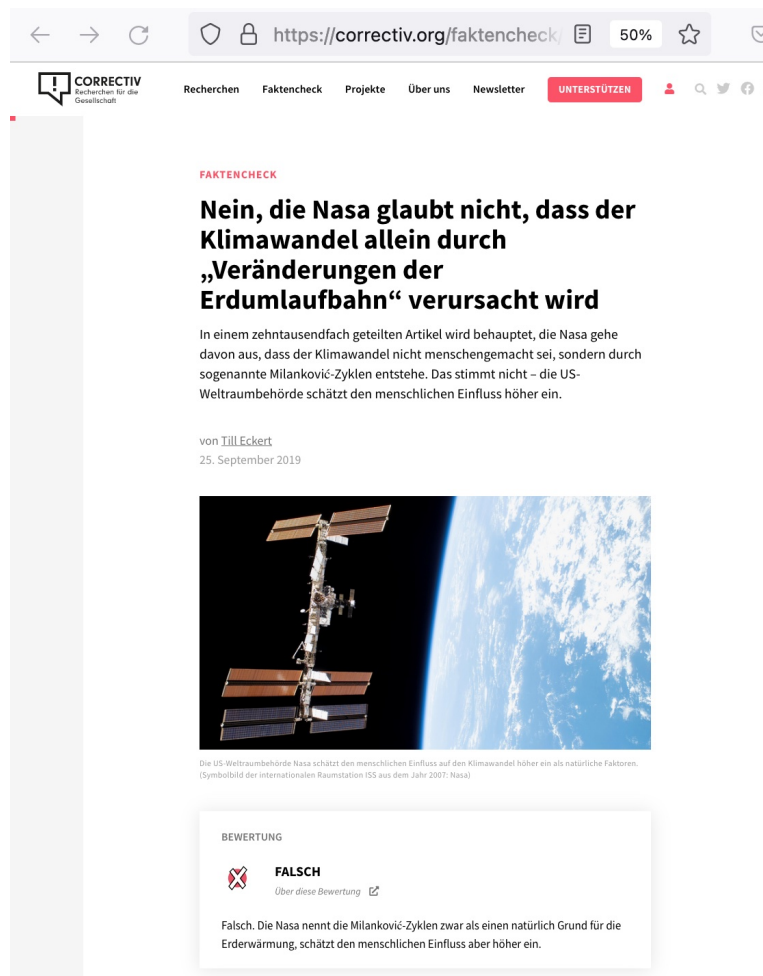 https://correctiv.org/faktencheck/
50%
CORRECTIV
Recherchen für die
Gesellschaft
Recherchen Faktencheck Projekte Über uns Newsletter UNTERSTÜTZEN
FAKTENCHECK
Nein, die Nasa glaubt nicht, dass der
Klimawandel allein durch
„Veränderungen der
Erdumlaufbahn“ verursacht wird
In einem zehntausendfach geteilten Artikel wird behauptet, die Nasa gehe
davon aus, dass der Klimawandel nicht menschengemacht sei, sondern durch
sogenannte Milanković-Zyklen entstehe. Das stimmt nicht – die US-
Weltraumbehörde schätzt den menschlichen Einfluss höher ein.
von Till Eckert
25. September 2019
Die US-Weltraumbehörde Nasa schätzt den menschlichen Einfluss auf den Klimawandel höher ein als natürliche Faktoren.
(Symbolbild der internationalen Raumstation ISS aus dem Jahr 2007: Nasa)
BEWERTUNG
FALSCH
Über diese Bewertung
Falsch. Die Nasa nennt die Milanković-Zyklen zwar als einen natürlich Grund für die
Erderwärmung, schätzt den menschlichen Einfluss aber höher ein.